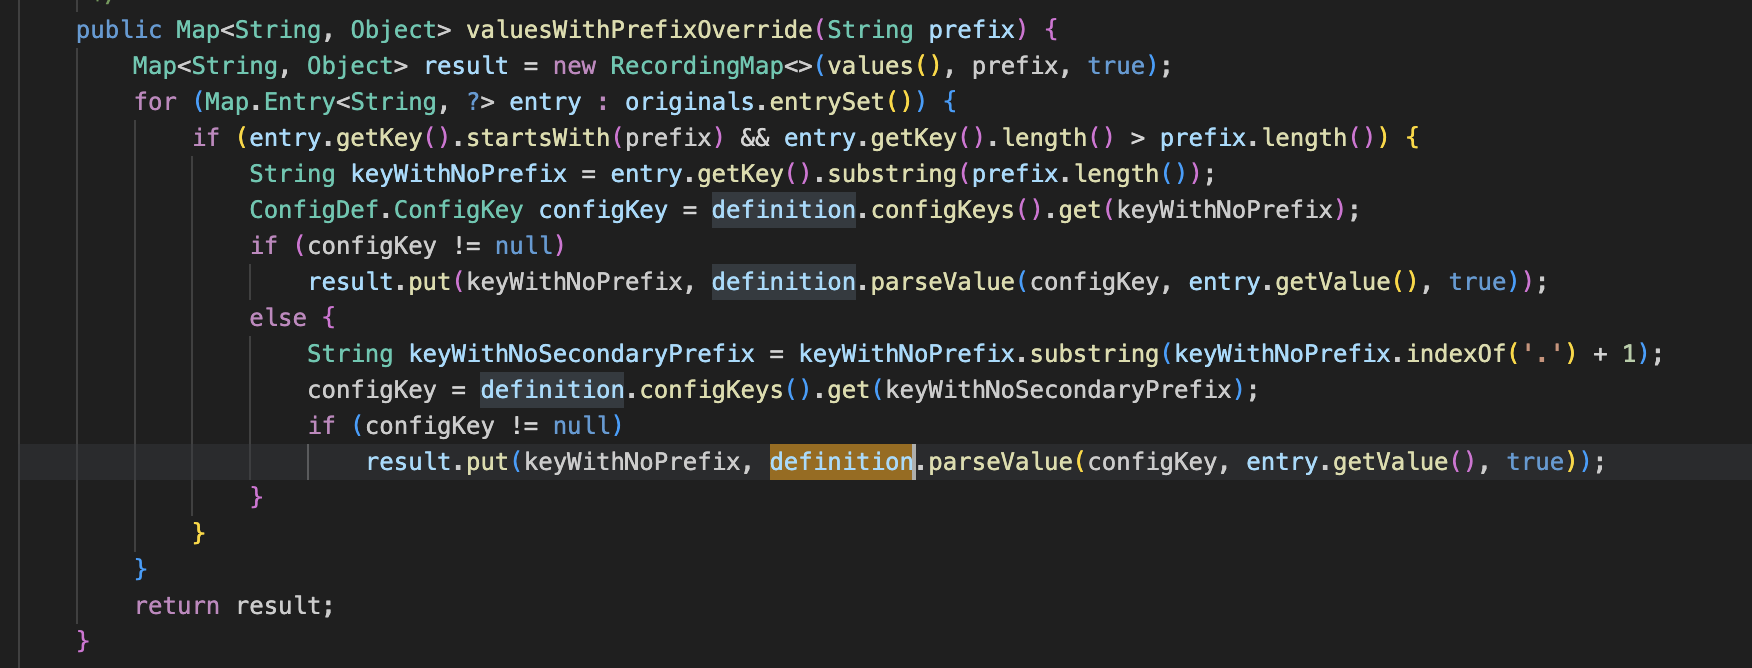 */
public Map<String, Object> valuesWithPrefixOverride(String prefix) {
Map<String, Object> result = new RecordingMap<>(values(), prefix, true);
for (Map.Entry<String, ?> entry : originals.entrySet()) {
if (entry.getKey().startsWith(prefix) && entry.getKey().length() > prefix.length()) {
String keyWithNoPrefix = entry.getKey().substring(prefix.length());
ConfigDef.ConfigKey configKey = definition.configKeys().get(keyWithNoPrefix);
if (configKey != null)
result.put(keyWithNoPrefix, definition.parseValue(configKey, entry.getValue(), true));
else {
String keyWithNoSecondaryPrefix = keyWithNoPrefix.substring(keyWithNoPrefix.indexOf('.') + 1);
configKey = definition.configKeys().get(keyWithNoSecondaryPrefix);
if (configKey != null)
result.put(keyWithNoPrefix, definition.parseValue(configKey, entry.getValue(), true));
}
}
}
return result;
}